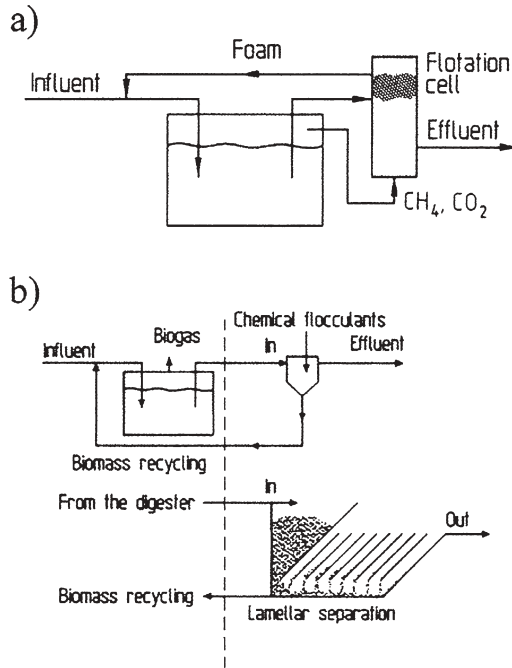 a)
Foam
Flotation
cell
Influent
Effluent
CH4, CO2
b)
Chemical flocculants
Biogas
Influent
In
Effluent
Biomass recycling
From the digester
In
Out
Biomass recycling
Lamellar separation